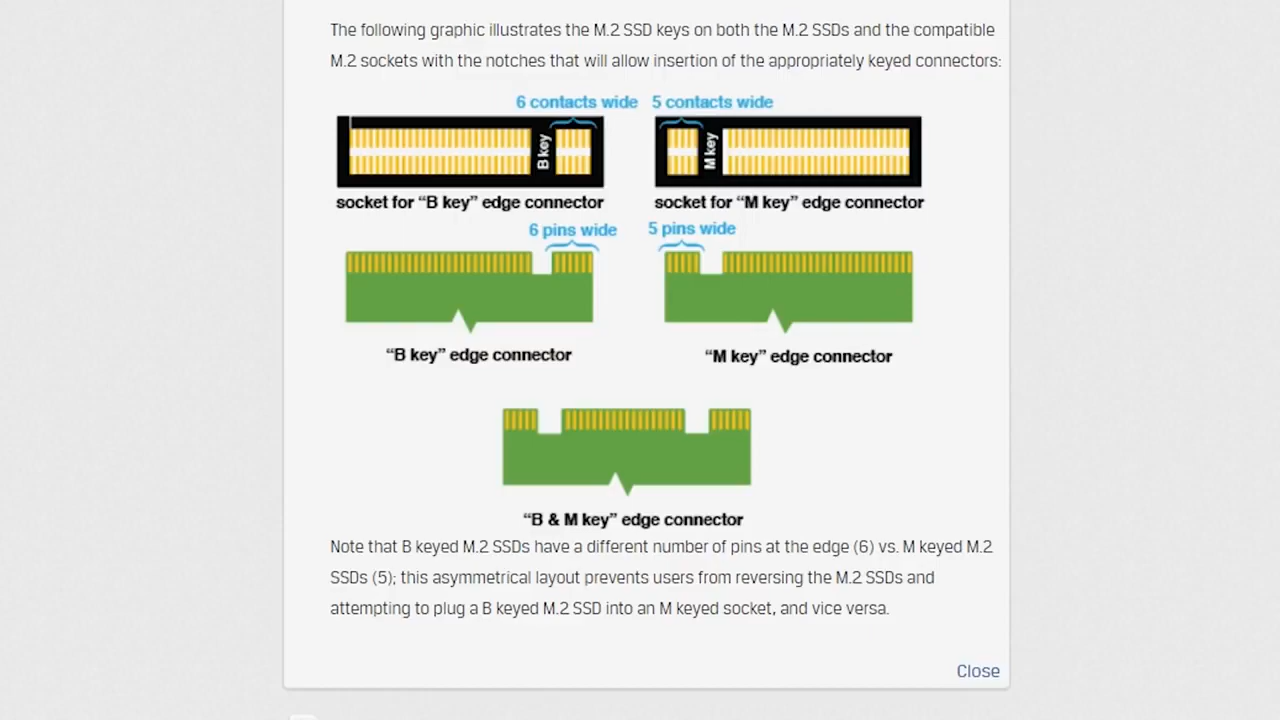 The following graphic illustrates the M.2 SSD keys on both the M.2 SSDs and the compatible
M.2 sockets with the notches that will allow insertion of the appropriately keyed connectors:
6 contacts wide 5 contacts wide
B key M key
socket for “B key” edge connector socket for “M key” edge connector
6 pins wide 5 pins wide
“B key” edge connector “M key” edge connector
“B & M key” edge connector
Note that B keyed M.2 SSDs have a different number of pins at the edge (6) vs. M keyed M.2
SSDs (5); this asymmetrical layout prevents users from reversing the M.2 SSDs and
attempting to plug a B keyed M.2 SSD into an M keyed socket, and vice versa.
Close